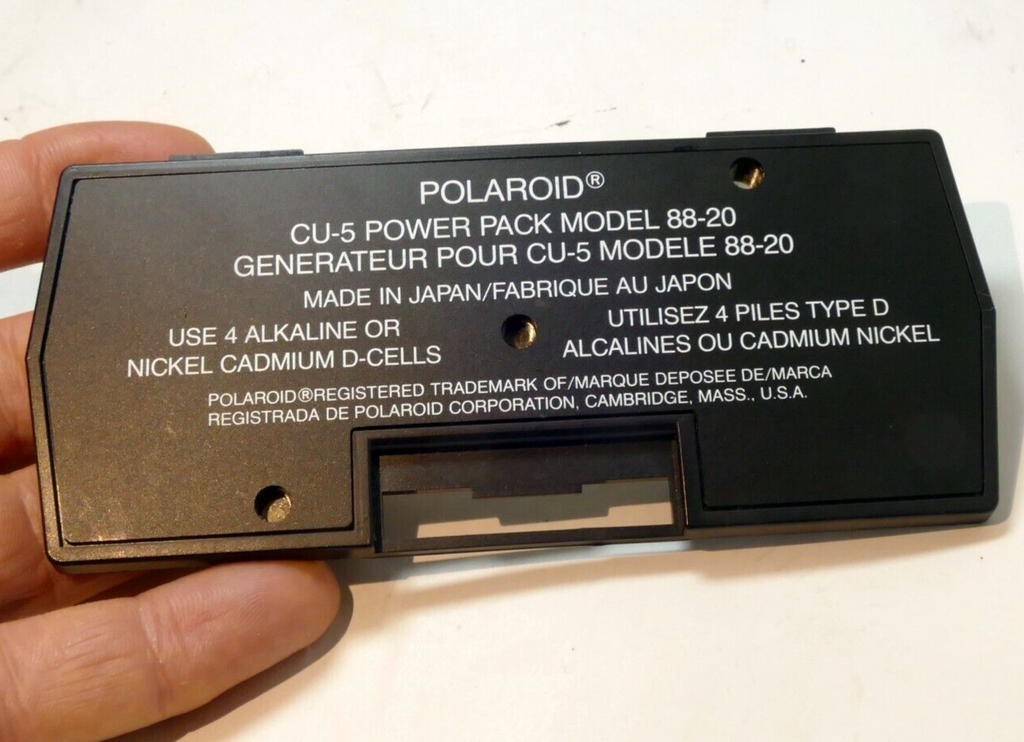 POLAROID®
CU-5 POWER PACK MODEL 88-20
GENERATEUR POUR CU-5 MODELE 88-20
MADE IN JAPAN/FABRIQUE AU JAPON
USE 4 ALKALINE OR
NICKEL CADMIUM D-CELLS
UTILISEZ 4 PILES TYPE D
ALCALINES OU CADMIUM NICKEL
POLAROID®REGISTERED TRADEMARK OF/MARQUE DEPOSEE DE/MARCA
REGISTRADA DE POLAROID CORPORATION, CAMBRIDGE, MASS., U.S.A.